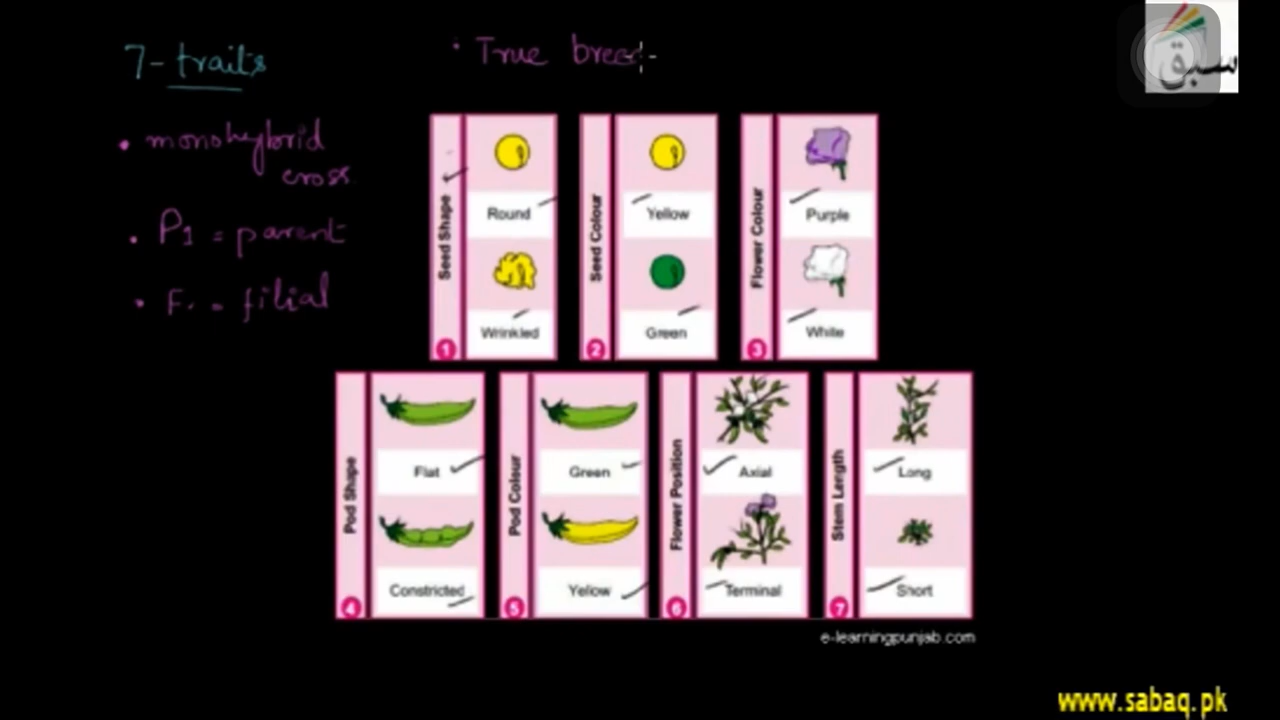 7- traits
• True breed-
• monohybrid
cross
• P1 = parent
• F1 = filial
سبق
Seed Shape
Round
Wrinkled
1
Seed Colour
Yellow
Green
2
Flower Colour
Purple
White
3
Pod Shape
Flat
Constricted
4
Pod Colour
Green
Yellow
5
Flower Position
Axial
Terminal
6
Stem Length
Long
Short
7
e-learningpunjab.com
www.sabaq.pk